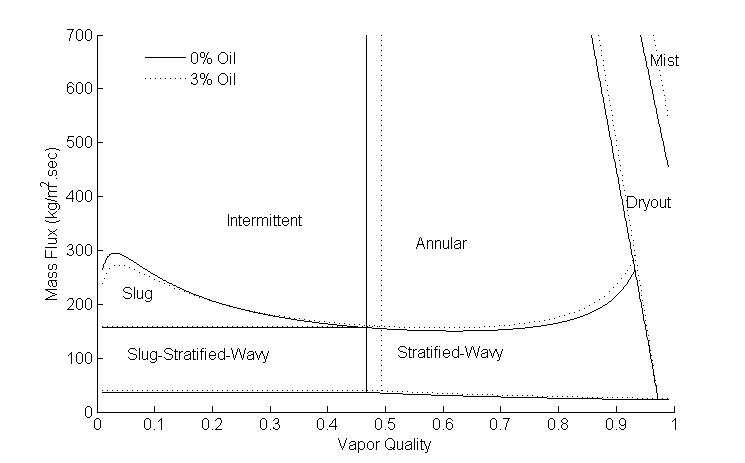 700
600
500
400
300
200
100
0
Mass Flux (kg/m².sec)
0% Oil
3% Oil
Mist
Dryout
Intermittent
Annular
Slug
Slug-Stratified-Wavy
Stratified-Wavy
0 0.1 0.2 0.3 0.4 0.5 0.6 0.7 0.8 0.9 1
Vapor Quality